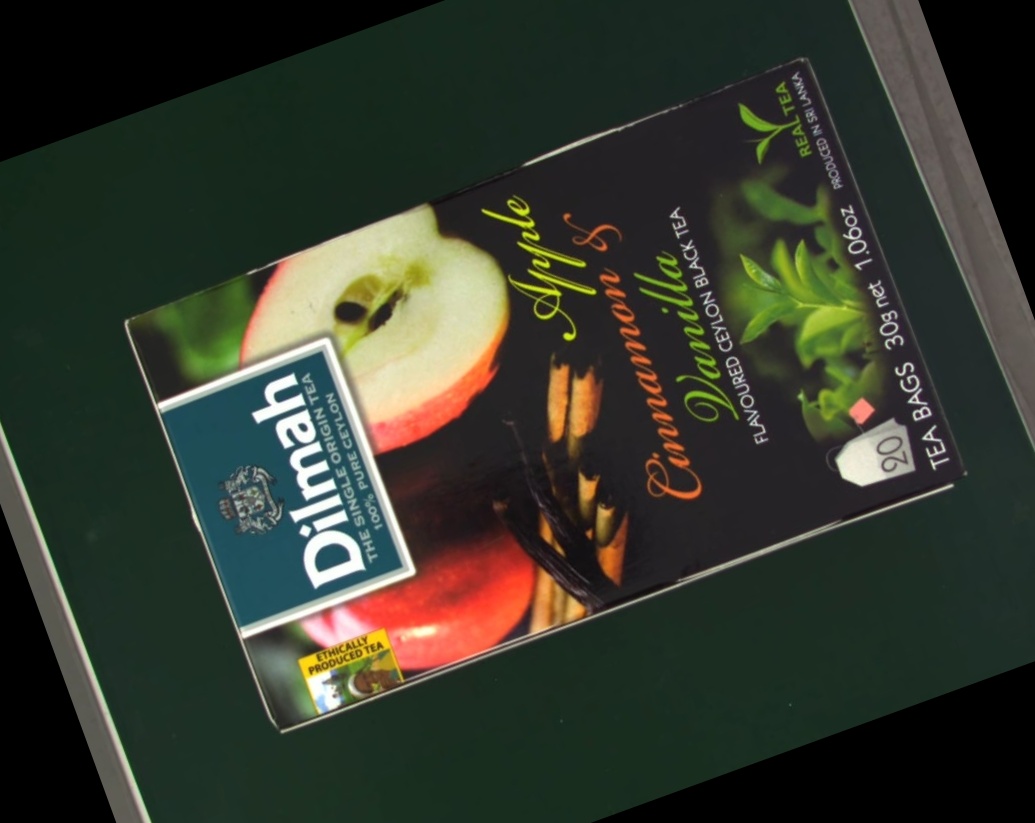 Dilmah
THE SINGLE ORIGIN TEA
100% PURE CEYLON
ETHICALLY
PRODUCED TEA
Apple
Cinnamon &
Vanilla
FLAVOURED CEYLON BLACK TEA
REAL TEA
PRODUCED IN SRI LANKA
20
TEA BAGS 30g net 1.06oz